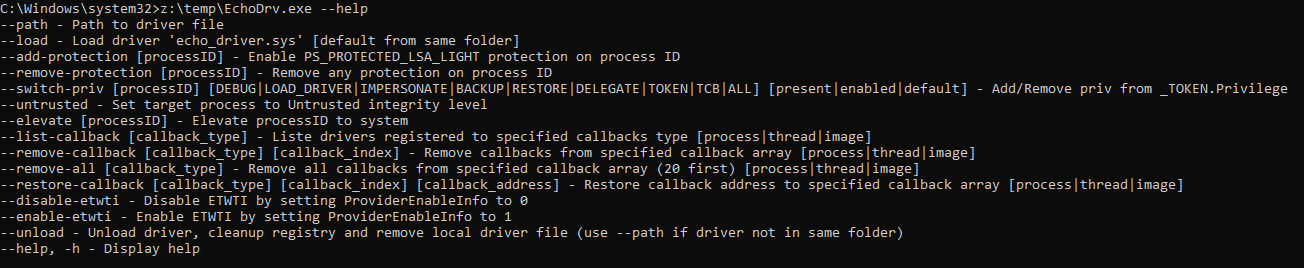 C:\Windows\system32>z:\temp\EchoDrv.exe --help
--path - Path to driver file
--load - Load driver 'echo_driver.sys' [default from same folder]
--add-protection [processID] - Enable PS_PROTECTED_LSA_LIGHT protection on process ID
--remove-protection [processID] - Remove any protection on process ID
--switch-priv [processID] [DEBUG|LOAD_DRIVER|IMPERSONATE|BACKUP|RESTORE|DELEGATE|TOKEN|TCB|ALL] [present|enabled|default] - Add/Remove priv from _TOKEN.Privilege
--untrusted - Set target process to Untrusted integrity level
--elevate [processID] - Elevate processID to system
--list-callback [callback_type] - Liste drivers registered to specified callbacks type [process|thread|image]
--remove-callback [callback_type] [callback_index] - Remove callbacks from specified callback array [process|thread|image]
--remove-all [callback_type] - Remove all callbacks from specified callback array (20 first) [process|thread|image]
--restore-callback [callback_type] [callback_index] [callback_address] - Restore callback address to specified callback array [process|thread|image]
--disable-etwti - Disable ETWTI by setting ProviderEnableInfo to 0
--enable-etwti - Enable ETWTI by setting ProviderEnableInfo to 1
--unload - Unload driver, cleanup registry and remove local driver file (use --path if driver not in same folder)
--help, -h - Display help